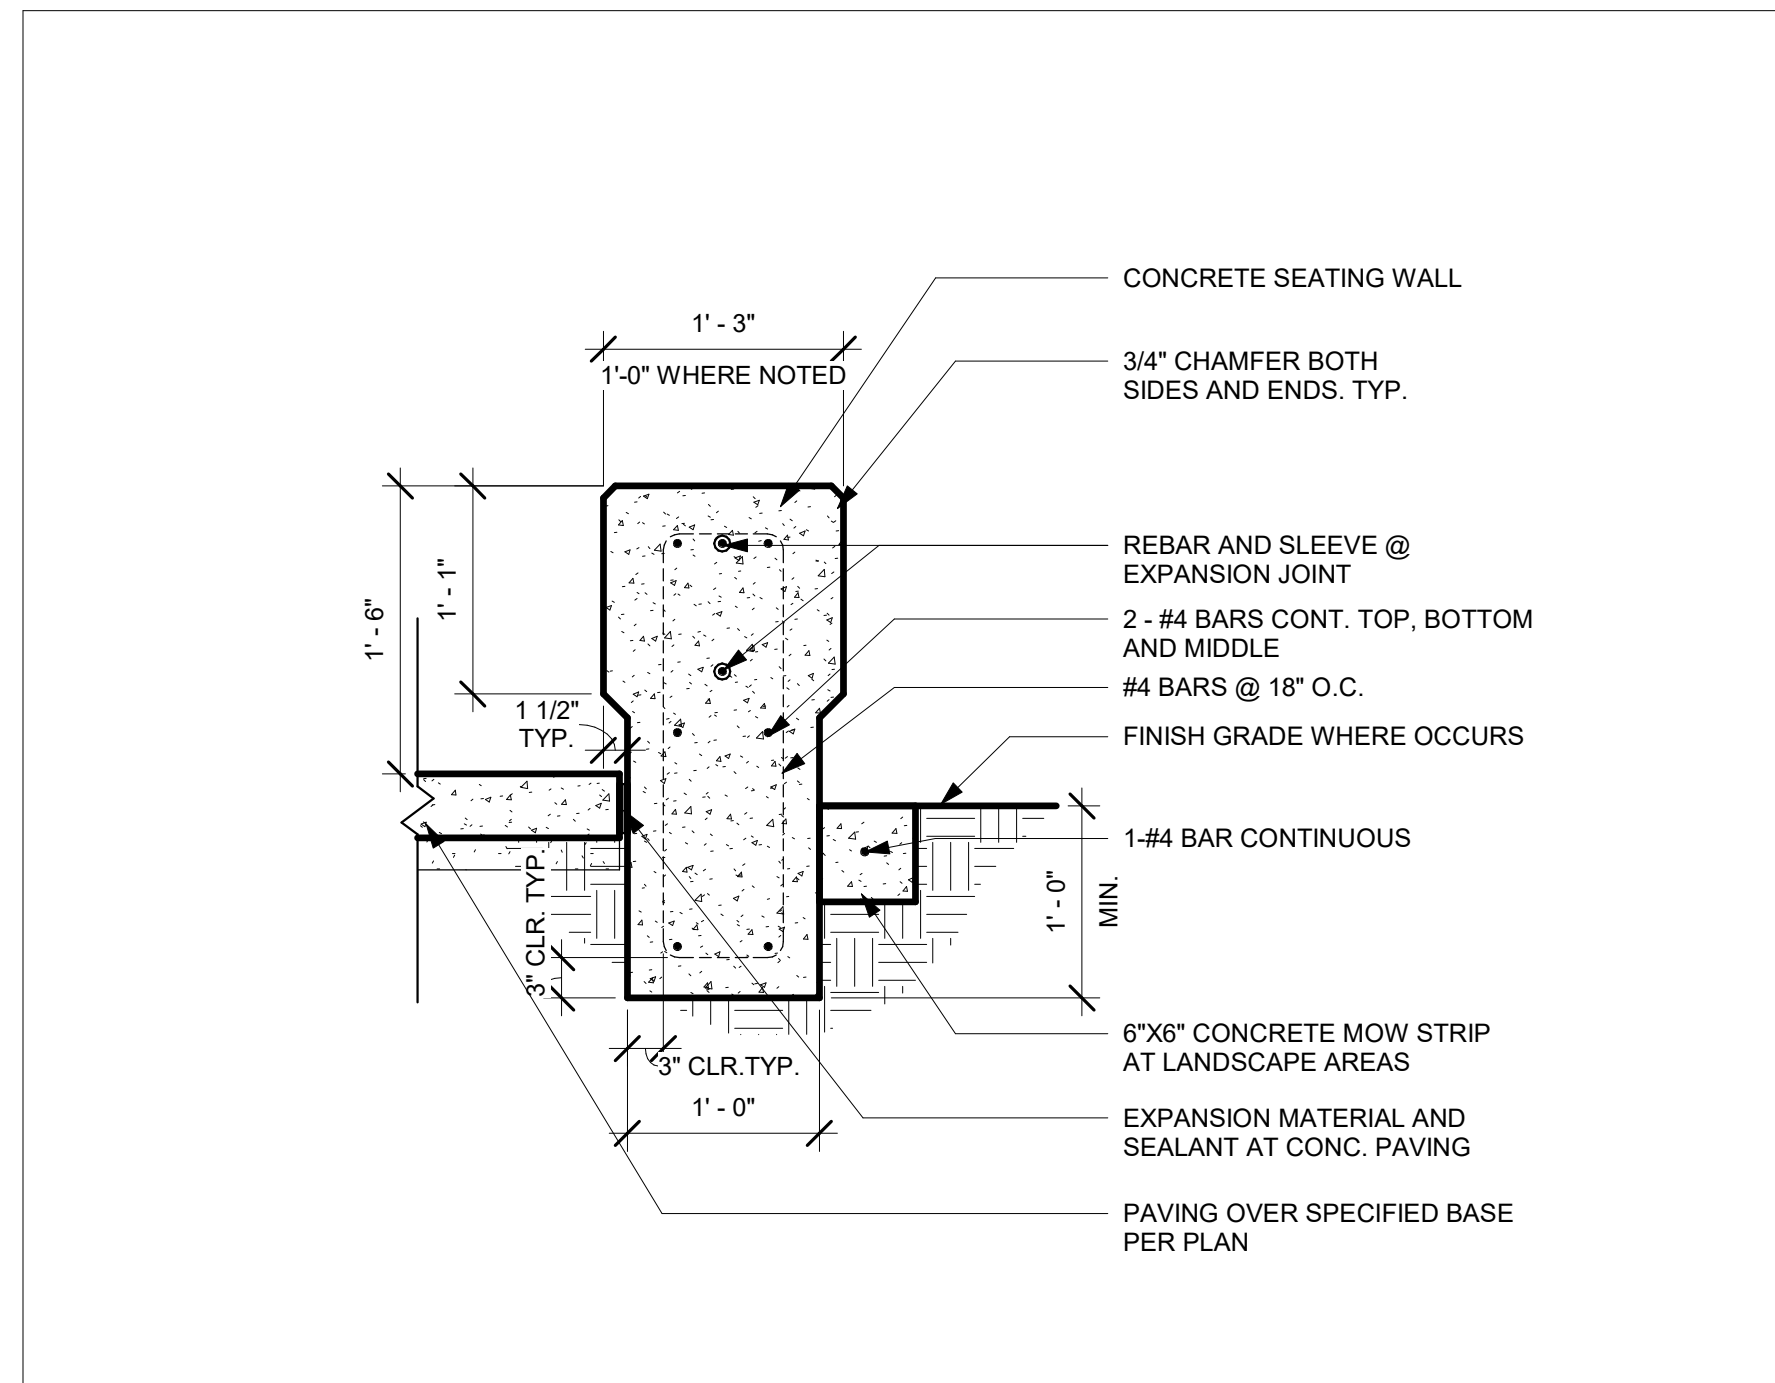 CONCRETE SEATING WALL
1' - 3"
1'-0" WHERE NOTED
3/4" CHAMFER BOTH
SIDES AND ENDS. TYP.
REBAR AND SLEEVE @
EXPANSION JOINT
1' - 6"
1' - 1"
2 - #4 BARS CONT. TOP, BOTTOM
AND MIDDLE
#4 BARS @ 18" O.C.
1 1/2"
TYP.
FINISH GRADE WHERE OCCURS
1-#4 BAR CONTINUOUS
3" CLR. TYP.
1' - 0"
MIN.
6"X6" CONCRETE MOW STRIP
AT LANDSCAPE AREAS
3" CLR.TYP.
1' - 0"
EXPANSION MATERIAL AND
SEALANT AT CONC. PAVING
PAVING OVER SPECIFIED BASE
PER PLAN